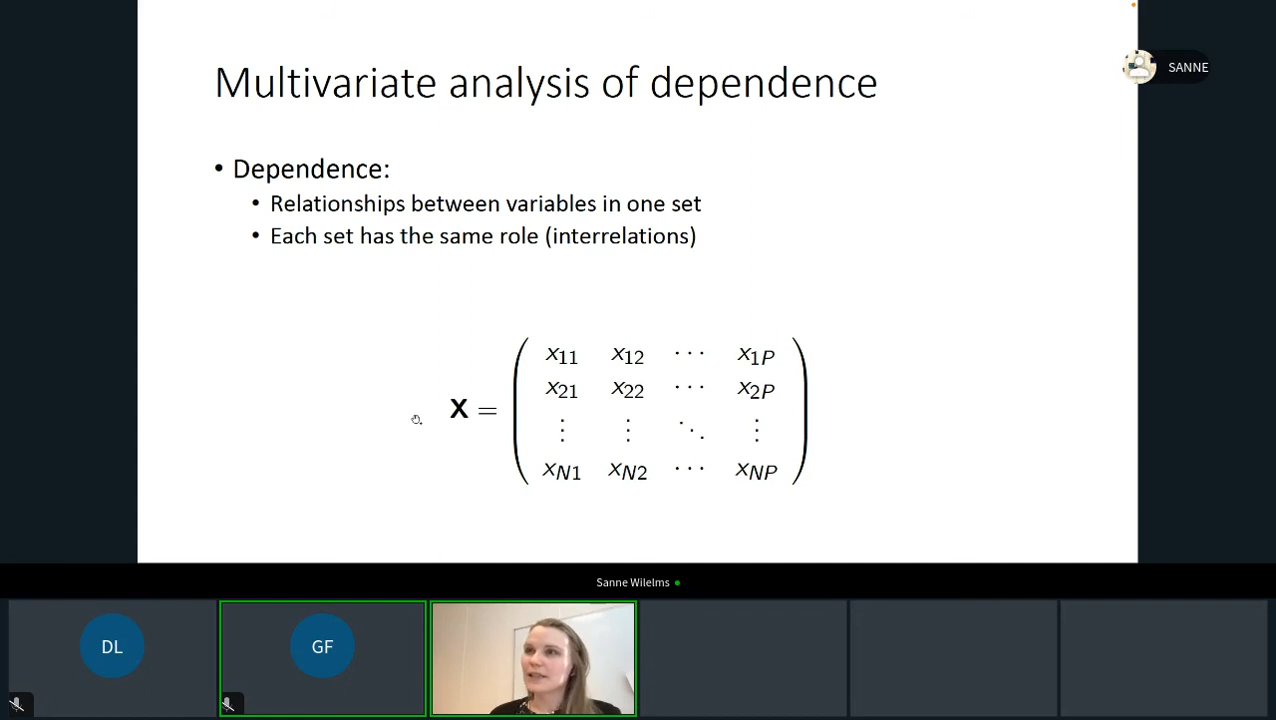 Multivariate analysis of dependence
SANNE
• Dependence:
• Relationships between variables in one set
• Each set has the same role (interrelations)
x11 x12 ⋯ x1P
x21 x22 ⋯ x2P
X =
⋮ ⋮ ⋱ ⋮
xN1 xN2 ⋯ xNP
Sanne Wilelms
DL
GF